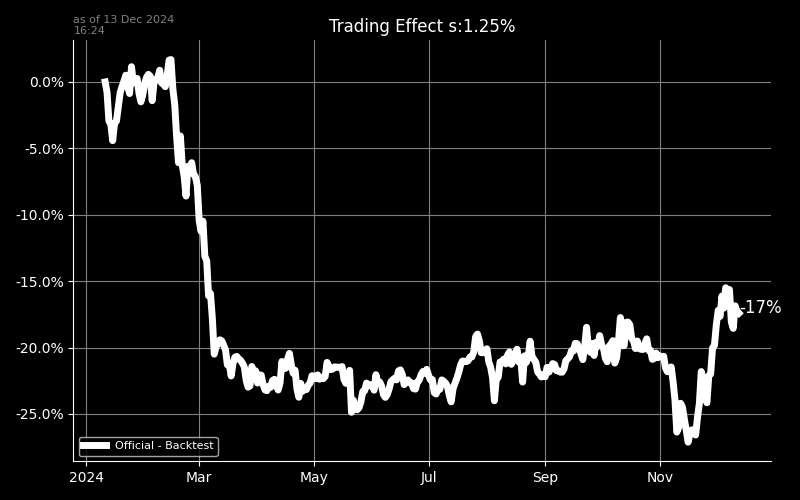 as of 13 Dec 2024
16:24
Trading Effect s:1.25%
0.0%
-5.0%
-10.0%
-15.0%
-17%
-20.0%
-25.0%
Official - Backtest
2024 Mar May Jul Sep Nov